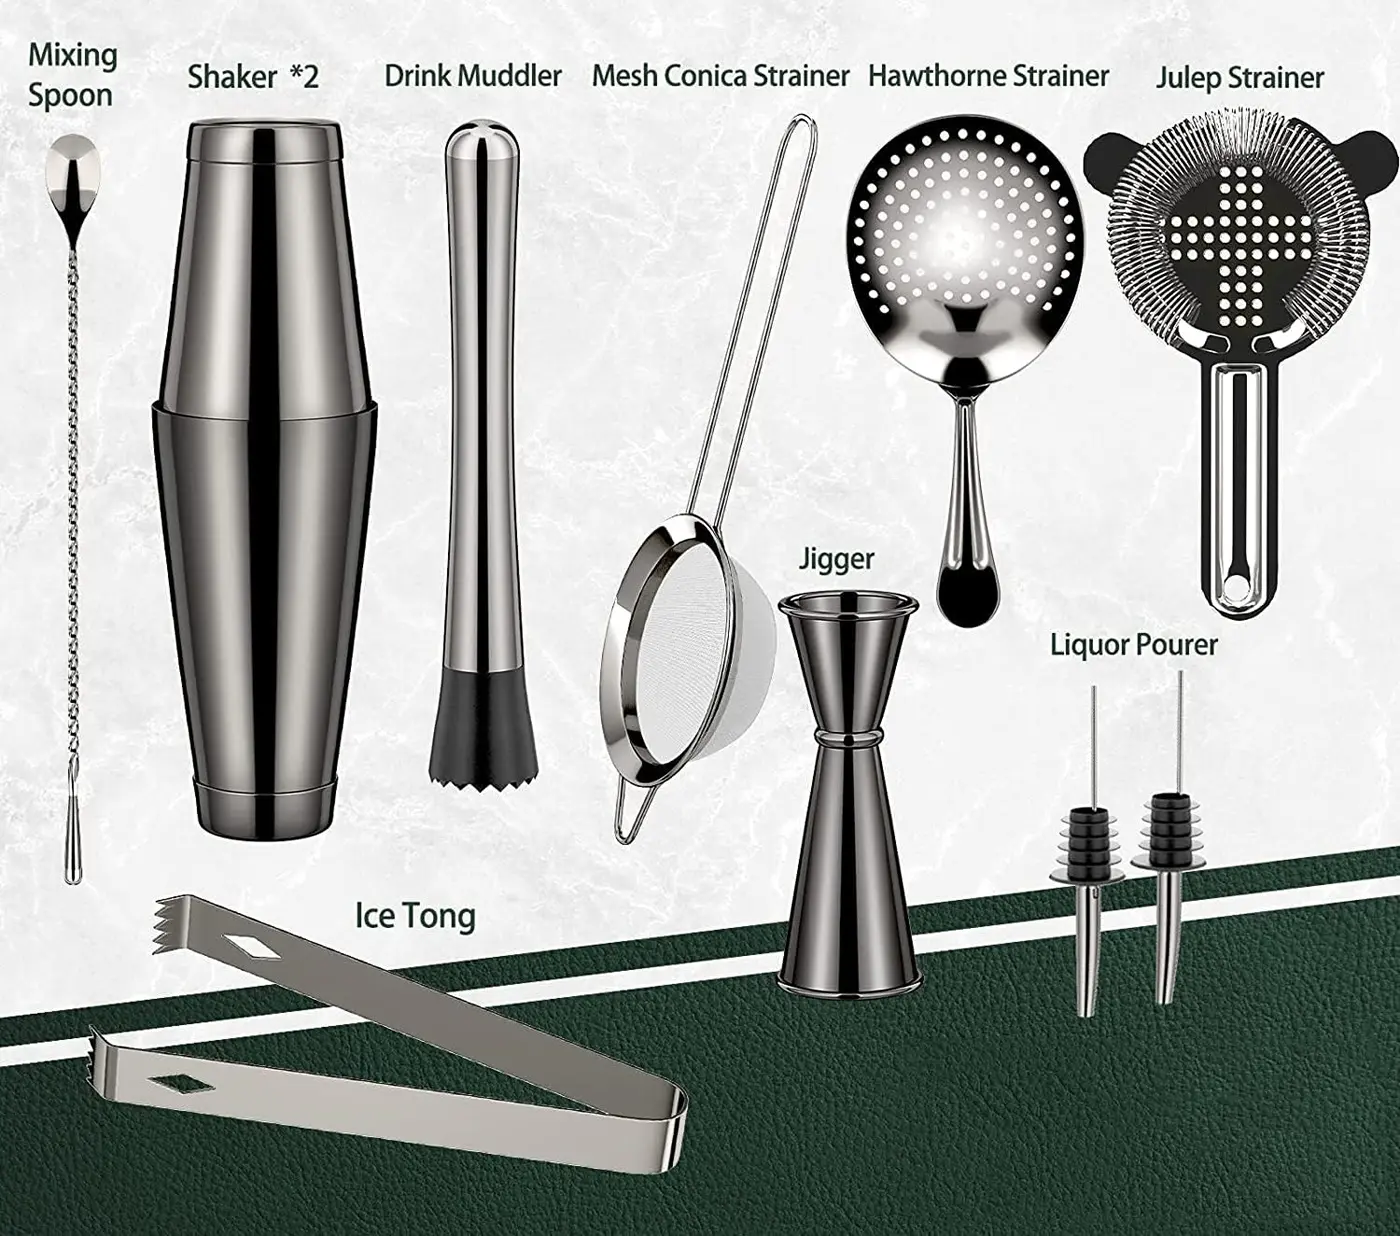 Mixing
Spoon
Shaker *2
Drink Muddler
Mesh Conica Strainer
Hawthorne Strainer
Julep Strainer
Jigger
Liquor Pourer
Ice Tong